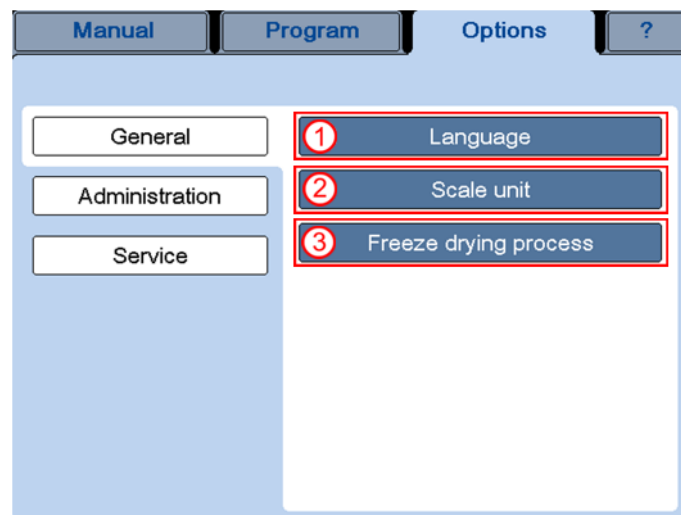 Manual Program Options ?
General 1 Language
Administration 2 Scale unit
Service 3 Freeze drying process